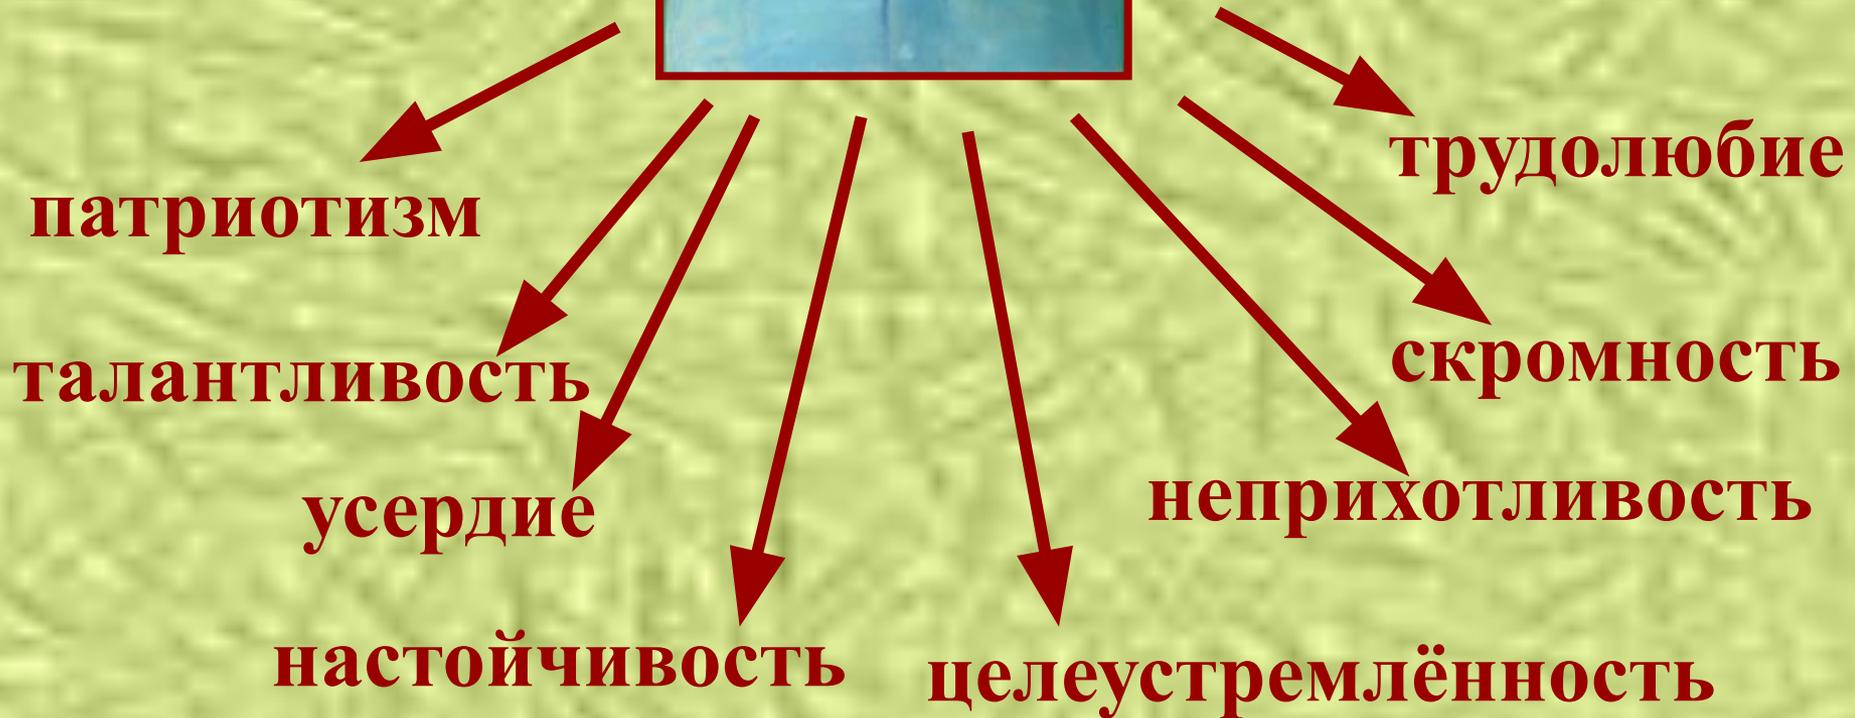 трудолюбие
патриотизм
скромность
талантливость
неприхотливость
усердие
настойчивость
целеустремлённость